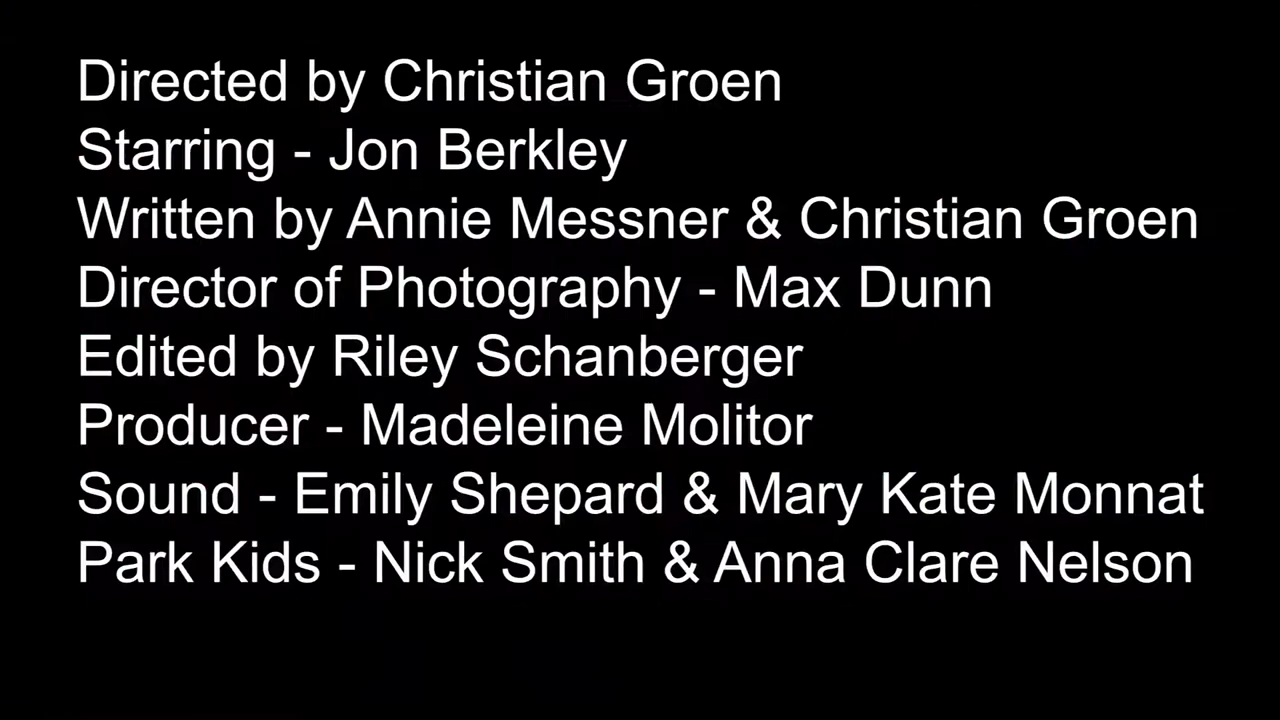 Directed by Christian Groen
Starring - Jon Berkley
Written by Annie Messner & Christian Groen
Director of Photography - Max Dunn
Edited by Riley Schanberger
Producer - Madeleine Molitor
Sound - Emily Shepard & Mary Kate Monnat
Park Kids - Nick Smith & Anna Clare Nelson